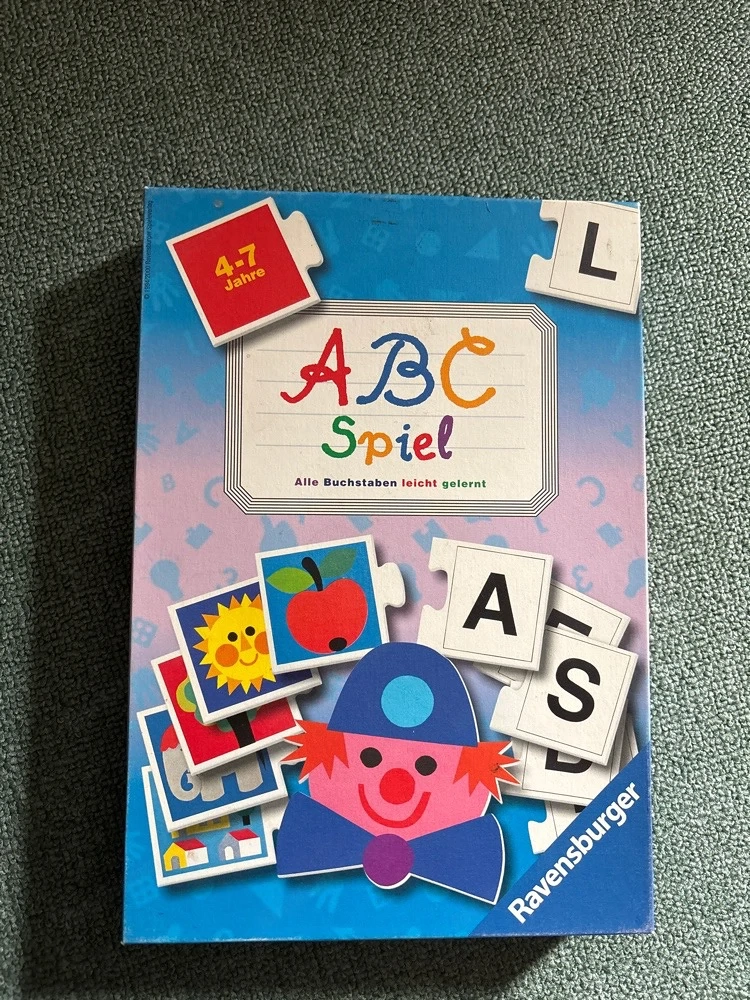 4-7
Jahre
L
ABC
Spiel
Alle Buchstaben leicht gelernt
A
S
Ravensburger